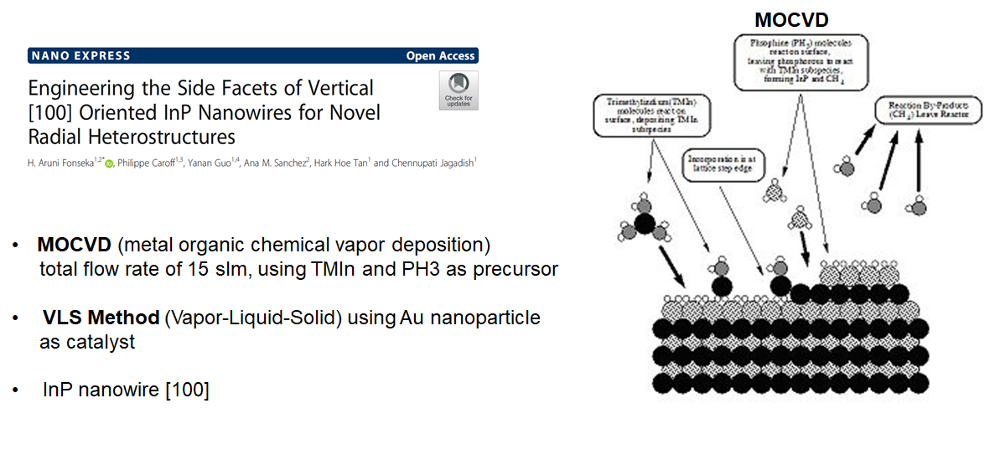 NANO EXPRESS
Open Access
Engineering the Side Facets of Vertical
[100] Oriented InP Nanowires for Novel
Radial Heterostructures
Check for
updates
H. Aruni Fonseka1,2*, Philippe Caroff1,3, Yanan Guo1,4, Ana M. Sanchez2, Hark Hoe Tan1 and Chennupati Jagadish1
• MOCVD (metal organic chemical vapor deposition)
total flow rate of 15 slm, using TMIn and PH3 as precursor
• VLS Method (Vapor-Liquid-Solid) using Au nanoparticle
as catalyst
• InP nanowire [100]
MOCVD
Phsophine (PH3) molecules
react on surface,
leaving phosphorous to react
with TMIn subspecies,
forming InP and CH4
Trimethylindium(TMIn)
molecules react on
surface, depositing TMIn
subspecies
Incorporation is at
lattice step edge
Reaction By-Products
(CH4) Leave Reactor